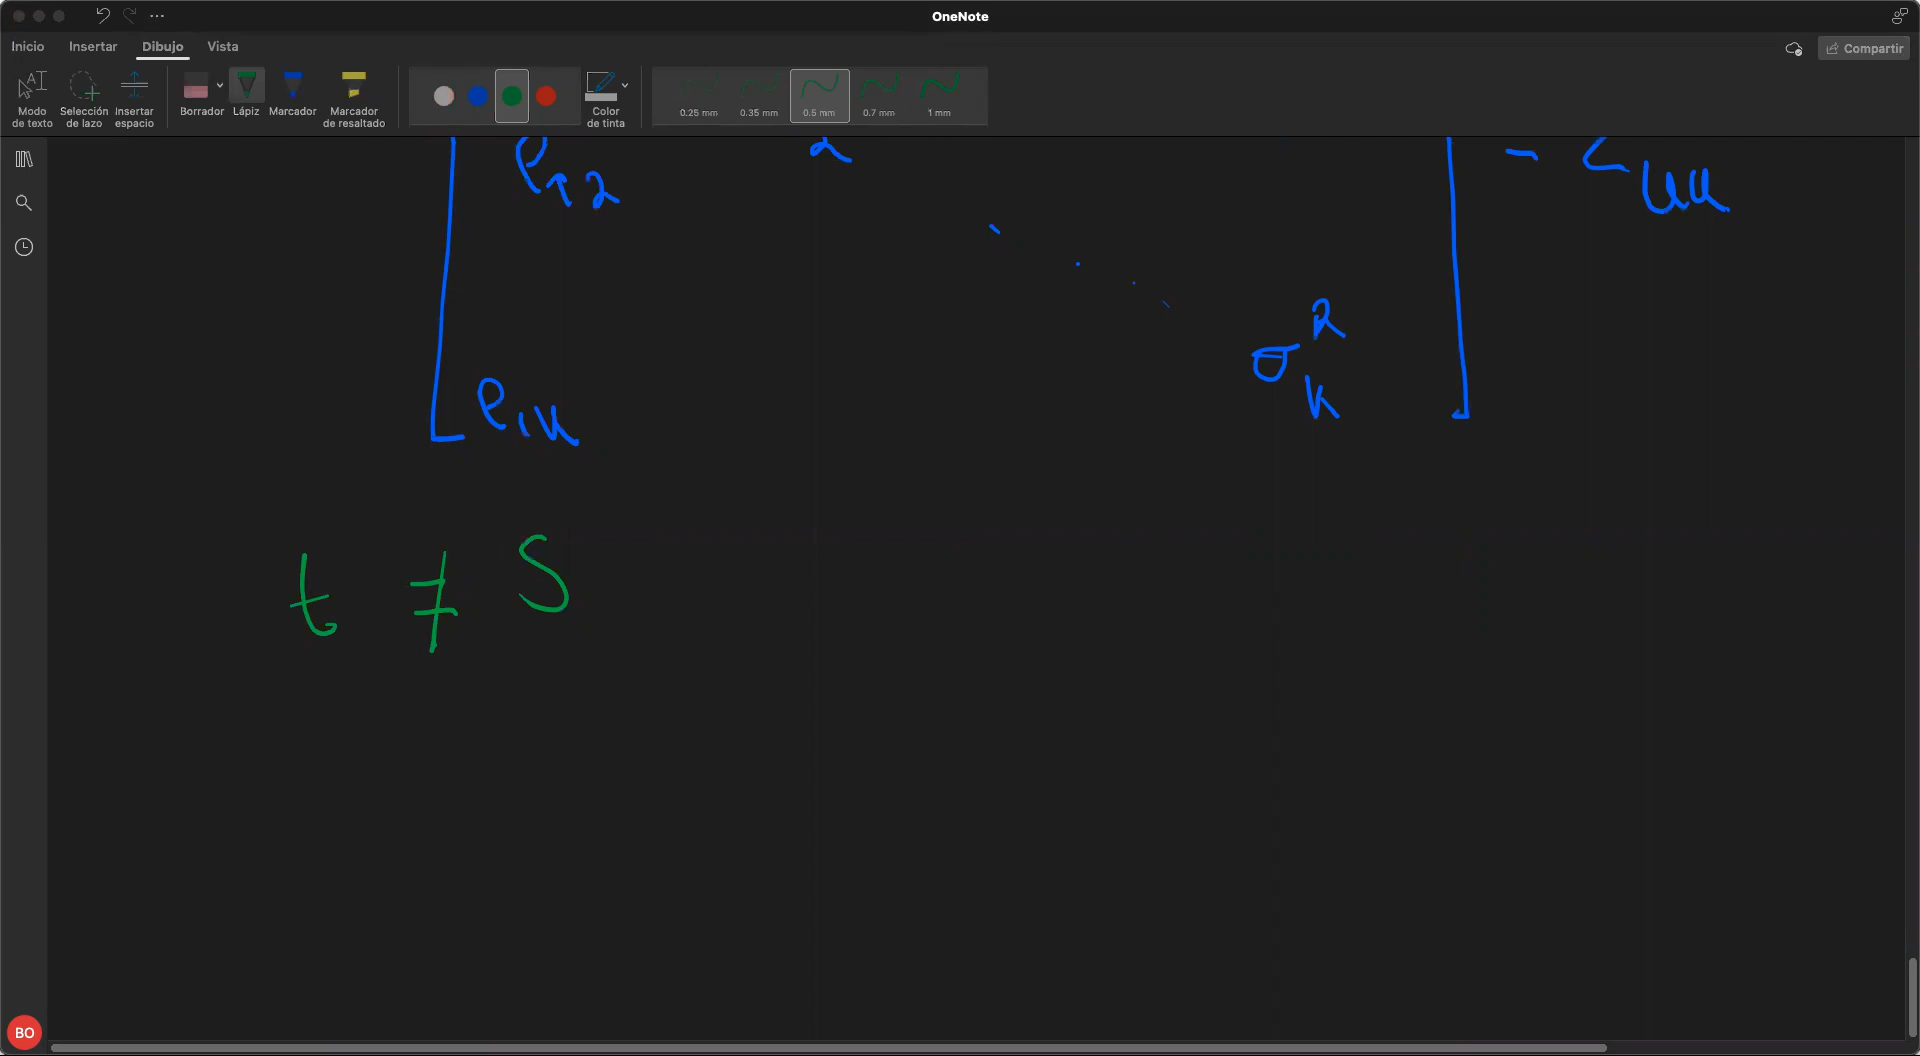 OneNote
Inicio Insertar Dibujo Vista Compartir
Modo de texto
Selección de lazo
Insertar espacio
Borrador
Lápiz
Marcador
Marcador de resaltado
Color de tinta
0.25 mm 0.35 mm 0.5 mm 0.7 mm 1 mm
ρ12 2
σ²K
ρ1K
t ≠ S
BO